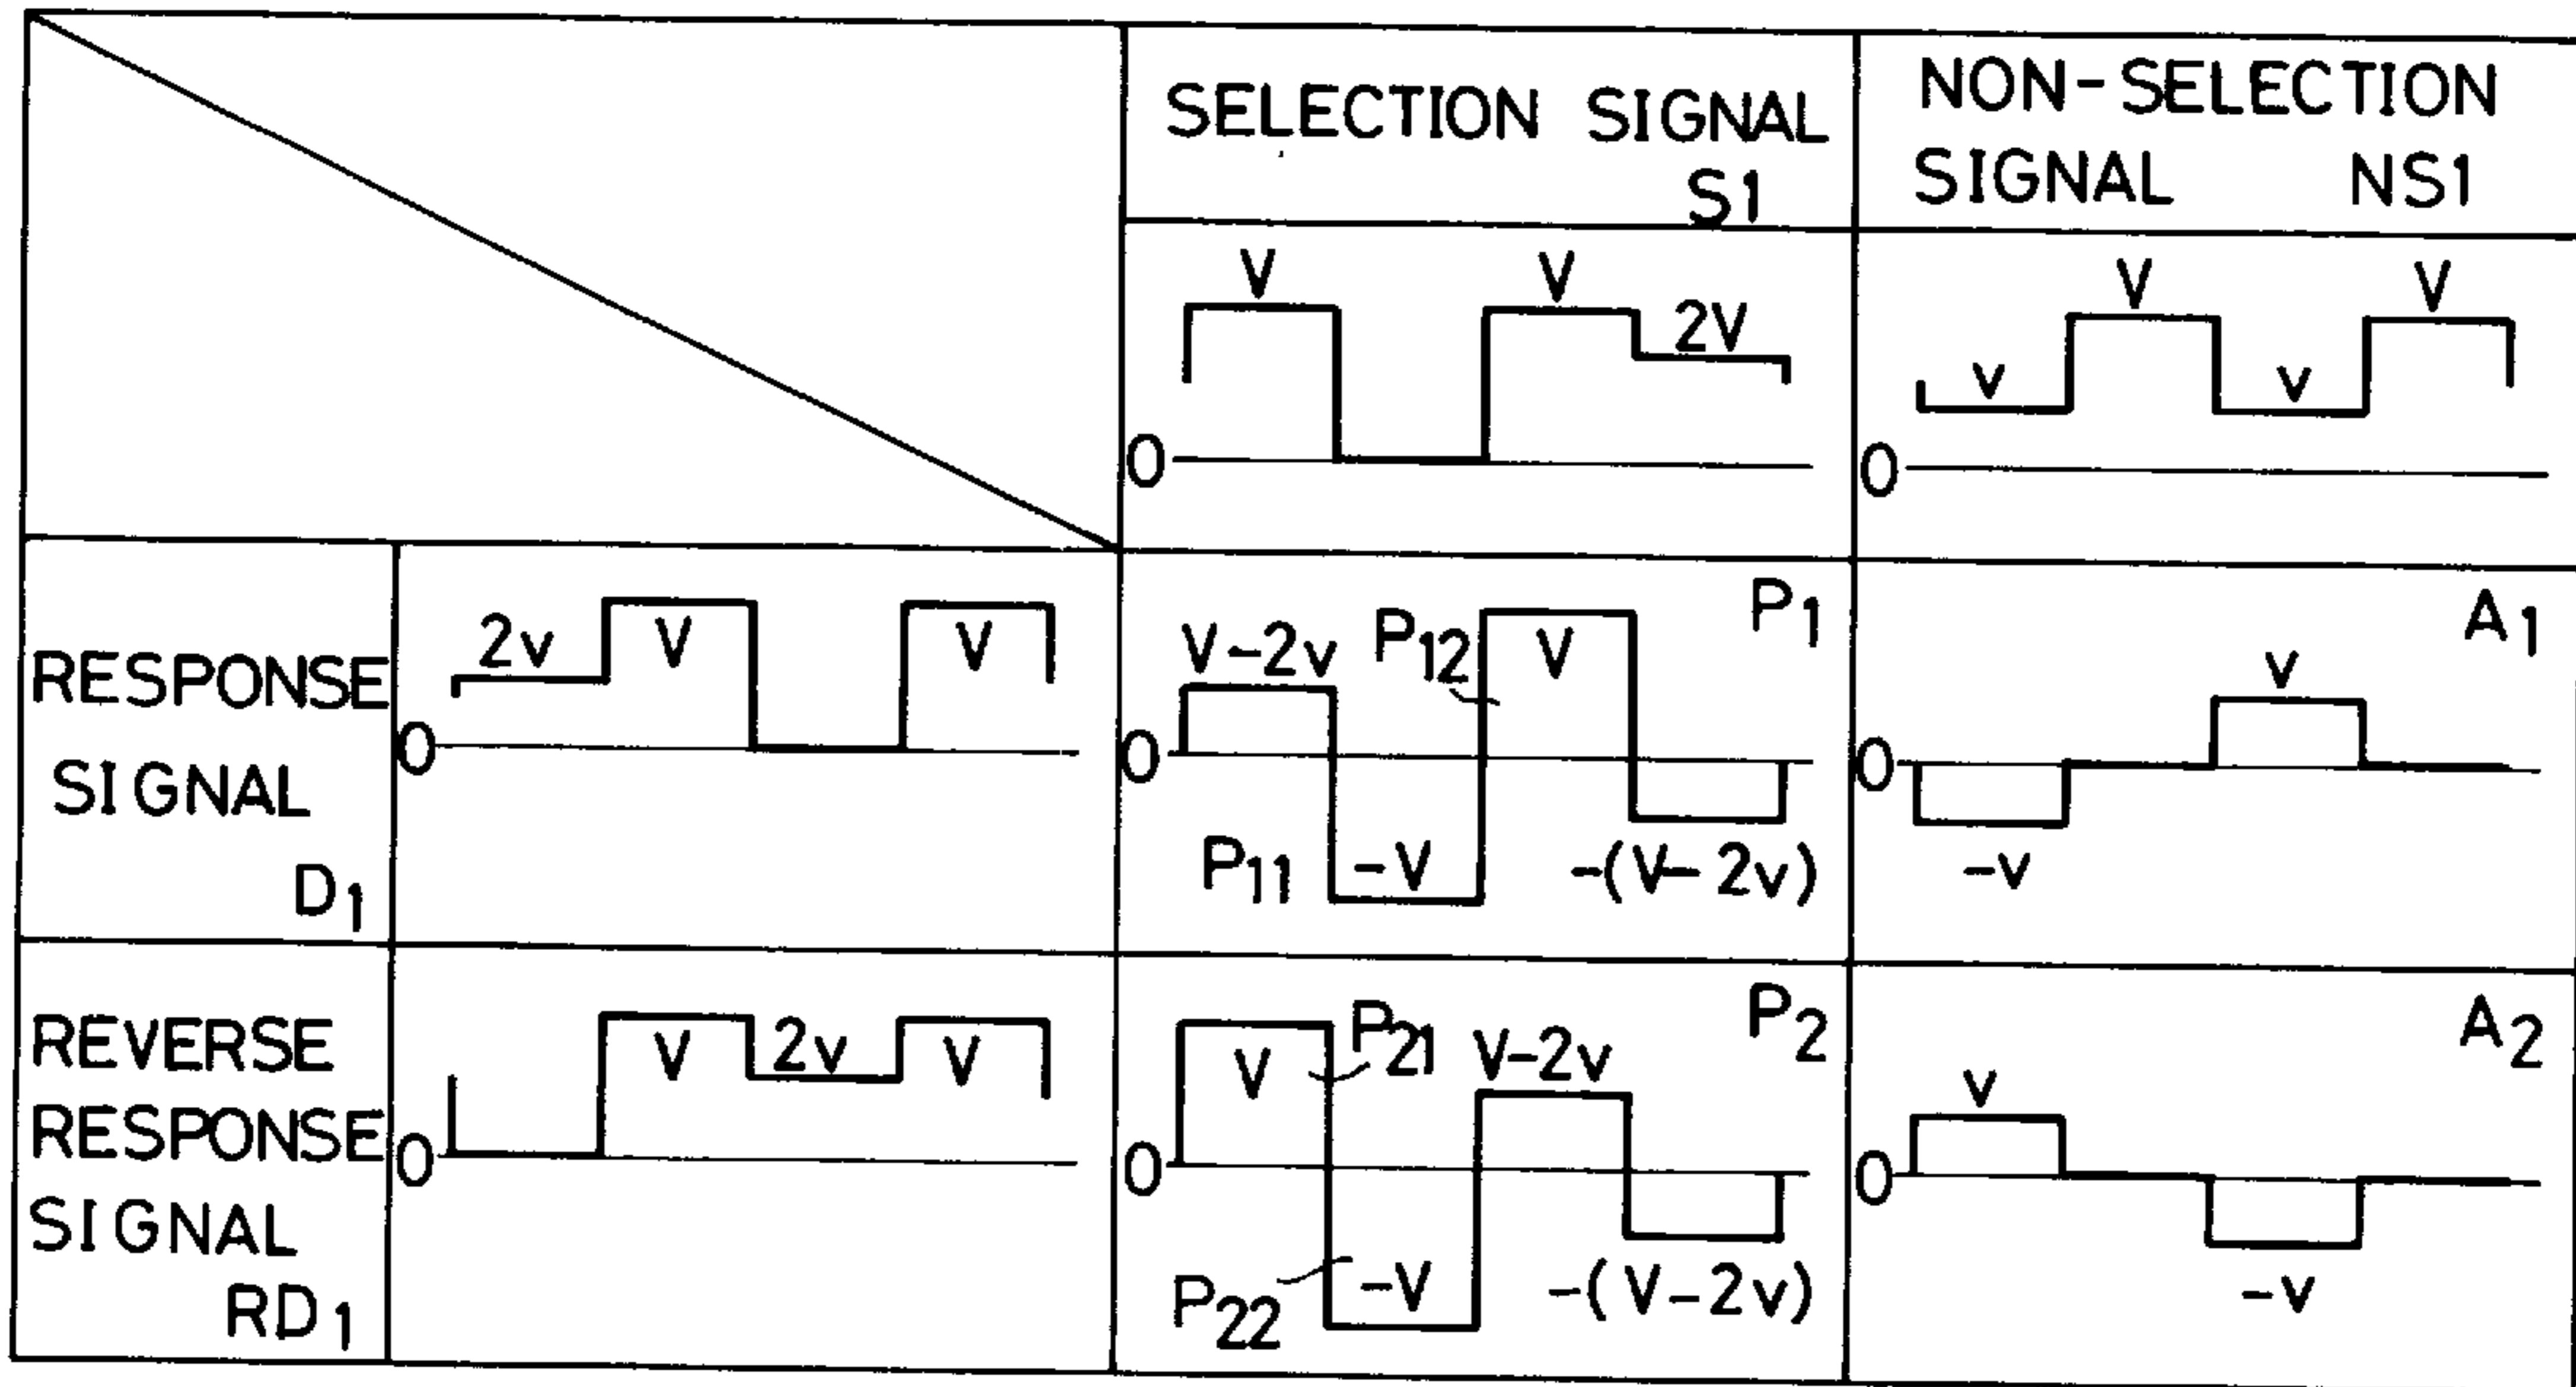 SELECTION SIGNAL
S1
NON-SELECTION
SIGNAL NS1
V V 2V
0
v V v V
0
RESPONSE
SIGNAL
D1
2v V V
0
P1
V-2v P12 V
0
P11 -V -(V-2v)
A1
v
0
-v
REVERSE
RESPONSE
SIGNAL
RD1
V 2v V
0
P2
V P21 V-2v
0
P22 -V -(V-2v)
A2
v
0
-v